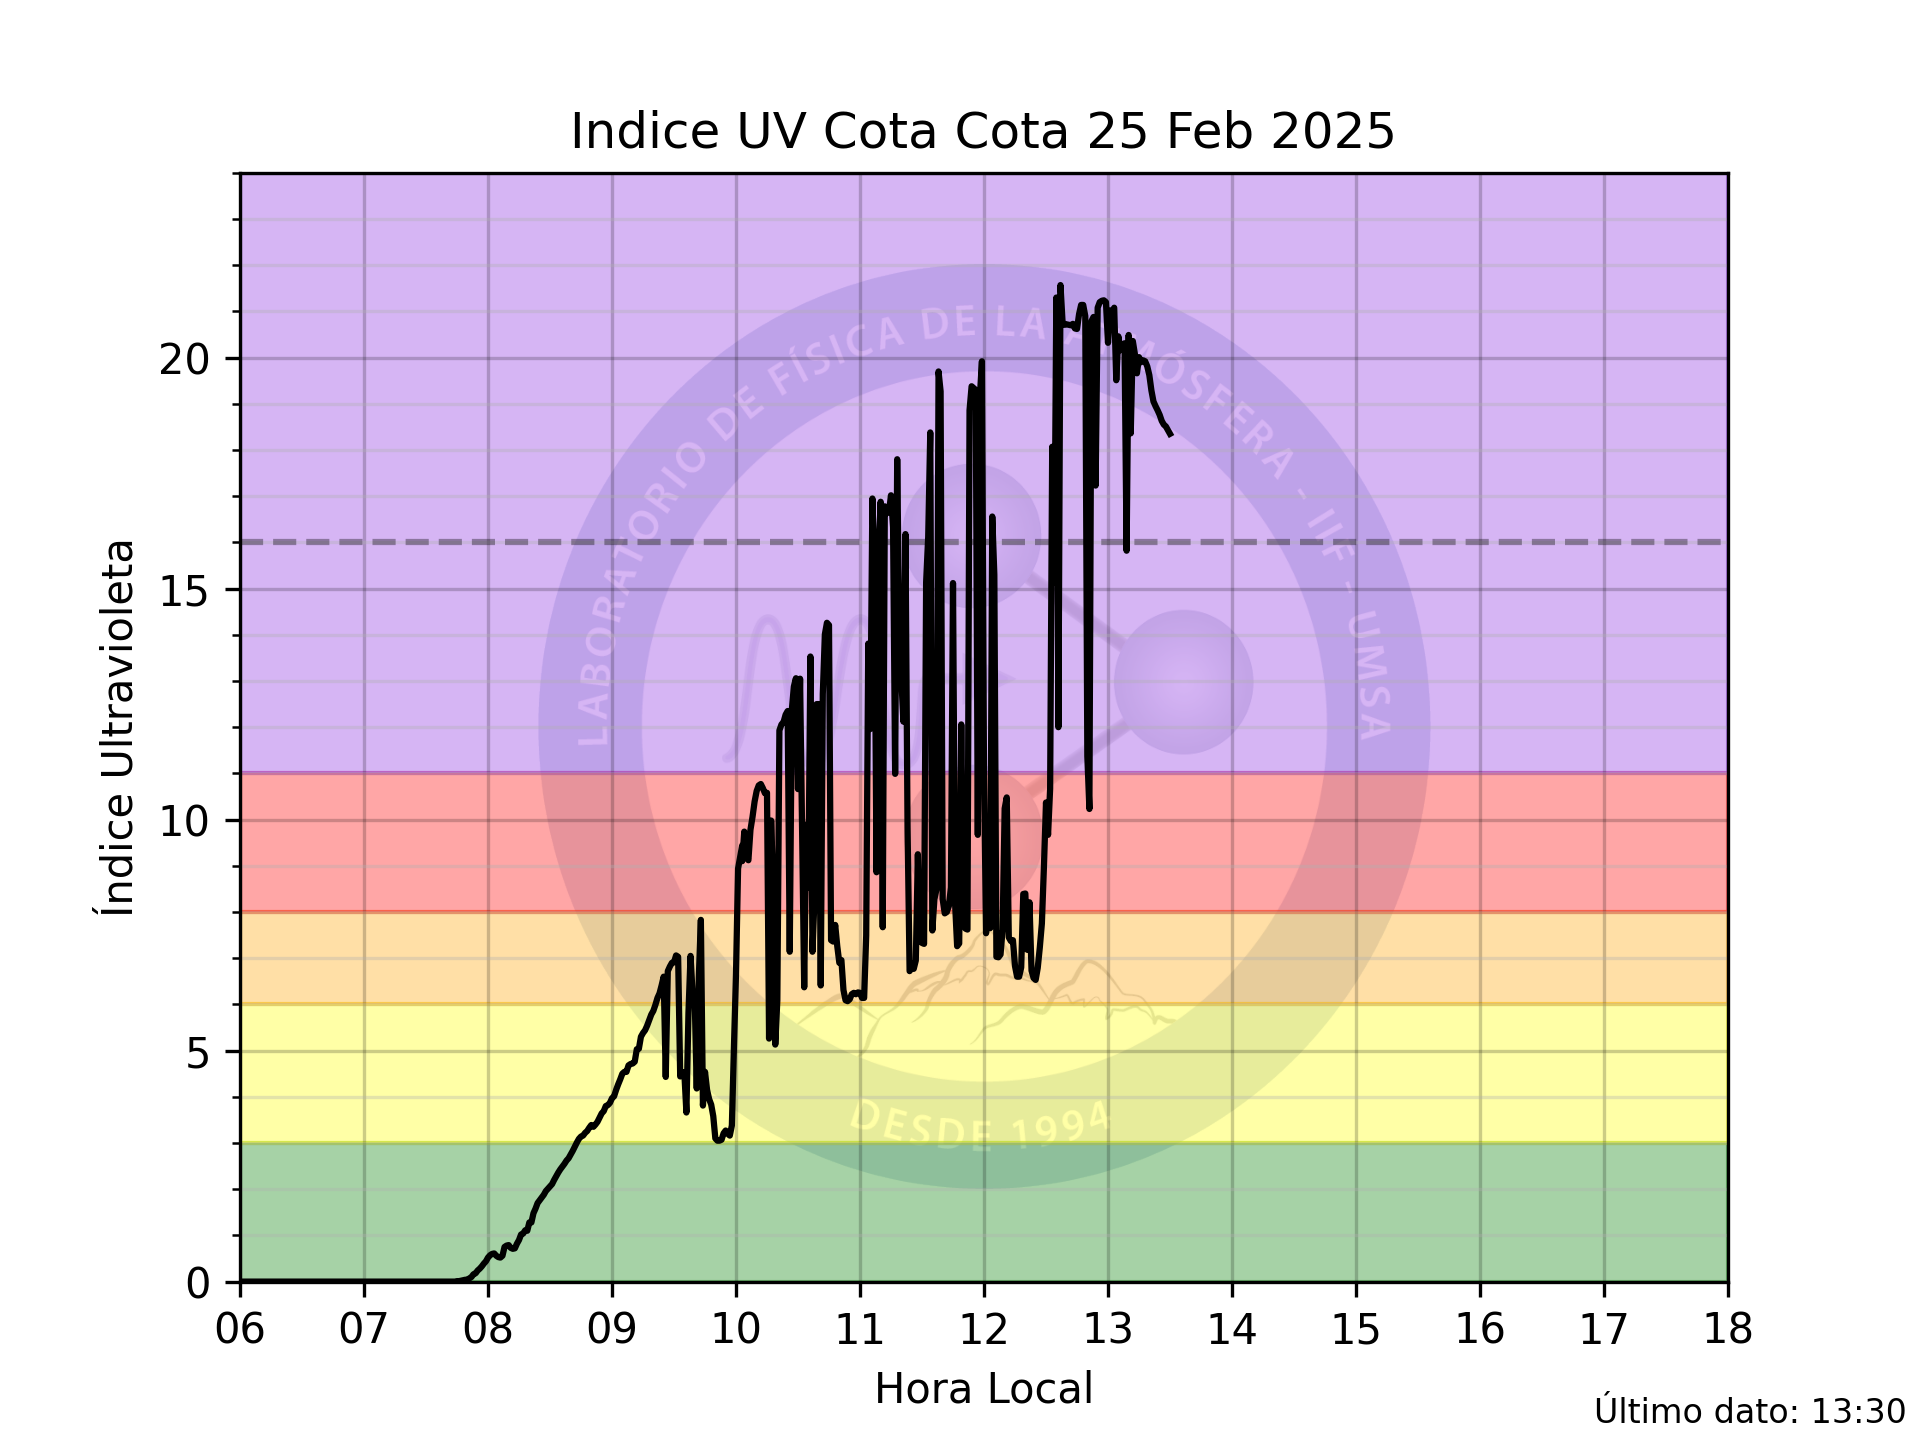 Indice UV Cota Cota 25 Feb 2025
Índice Ultravioleta
20
15
10
5
0
LABORATORIO DE FÍSICA DE LA ATMÓSFERA - IIF - UMSA
DESDE 1994
06 07 08 09 10 11 12 13 14 15 16 17 18
Hora Local
Último dato: 13:30